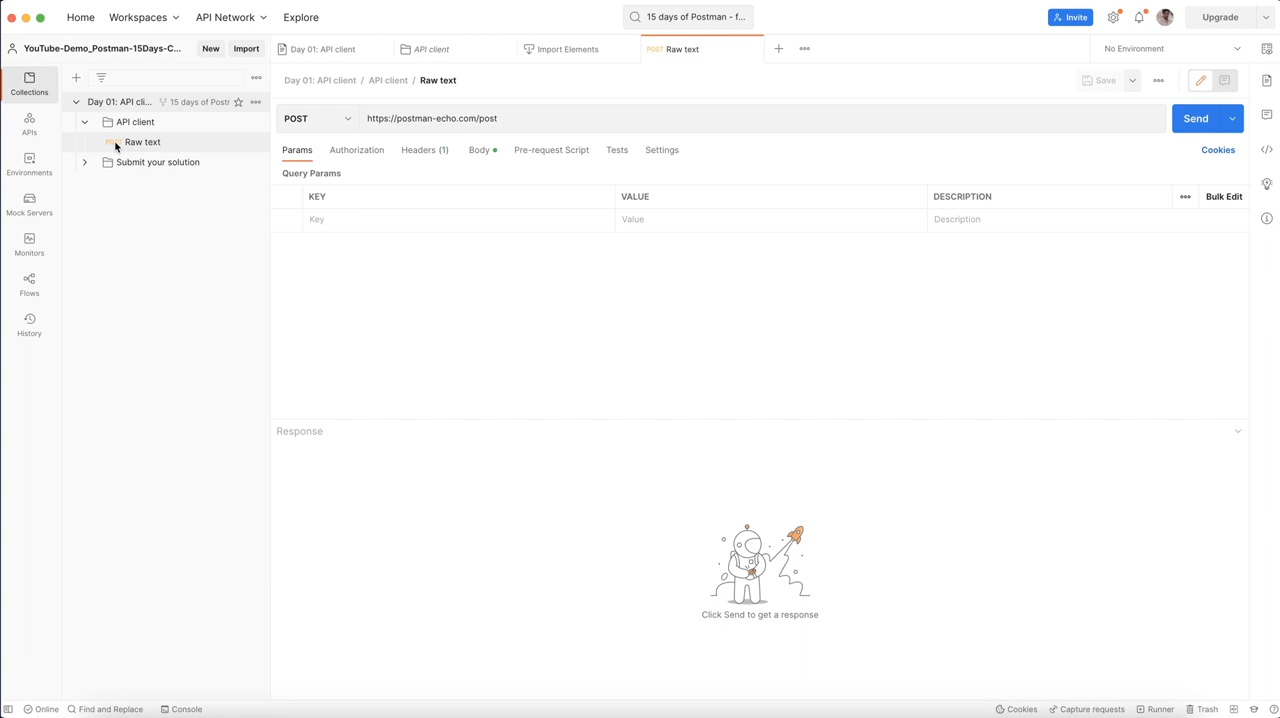 Home Workspaces API Network Explore 15 days of Postman - f... Invite Upgrade
YouTube-Demo_Postman-15Days-C... New Import Day 01: API client API client Import Elements POST Raw text No Environment
Collections
Day 01: API client / API client / Raw text Save
Day 01: API cli... 15 days of Postr
API client
POST https://postman-echo.com/post Send
APIs
Raw text
Params Authorization Headers (1) Body Pre-request Script Tests Settings Cookies
Submit your solution
Environments
Query Params
KEY VALUE DESCRIPTION Bulk Edit
Mock Servers
Key Value Description
Monitors
Flows
History
Response
Click Send to get a response
Online Find and Replace Console Cookies Capture requests Runner Trash